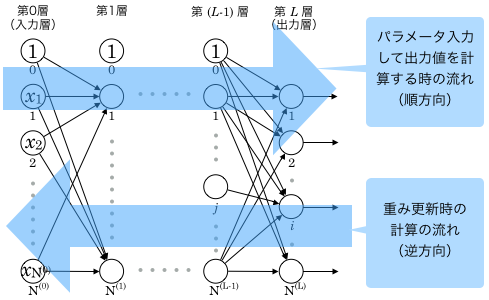 第0層 第1層 第 (L-1) 層 第 L 層
(入力層) (出力層)
1 1 1
0 0 0
x₁
1 1 1 1
x₂
2 2
j i
x_N⁽⁰⁾
N⁽⁰⁾ N⁽¹⁾ N⁽ᴸ⁻¹⁾ N⁽ᴸ⁾
パラメータ入力
して出力値を計
算する時の流れ
(順方向)
重み更新時の
計算の流れ
(逆方向)